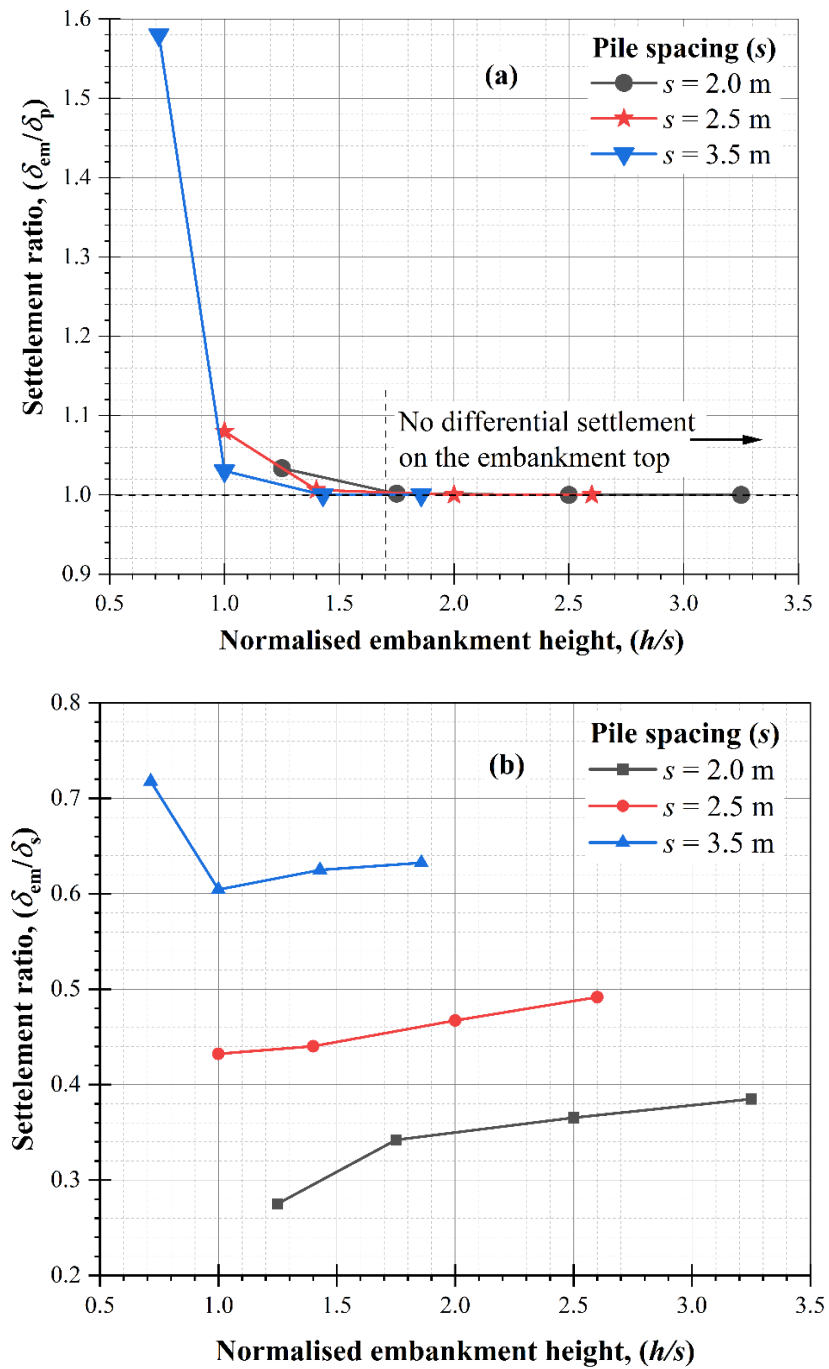 1.6
1.5
1.4
1.3
1.2
1.1
1.0
0.9
Settelement ratio, (δem/δp)
(a)
Pile spacing (s)
s = 2.0 m
s = 2.5 m
s = 3.5 m
No differential settlement
on the embankment top
0.5 1.0 1.5 2.0 2.5 3.0 3.5
Normalised embankment height, (h/s)
0.8
0.7
0.6
0.5
0.4
0.3
0.2
Settelement ratio, (δem/δs)
(b)
Pile spacing (s)
s = 2.0 m
s = 2.5 m
s = 3.5 m
0.5 1.0 1.5 2.0 2.5 3.0 3.5
Normalised embankment height, (h/s)